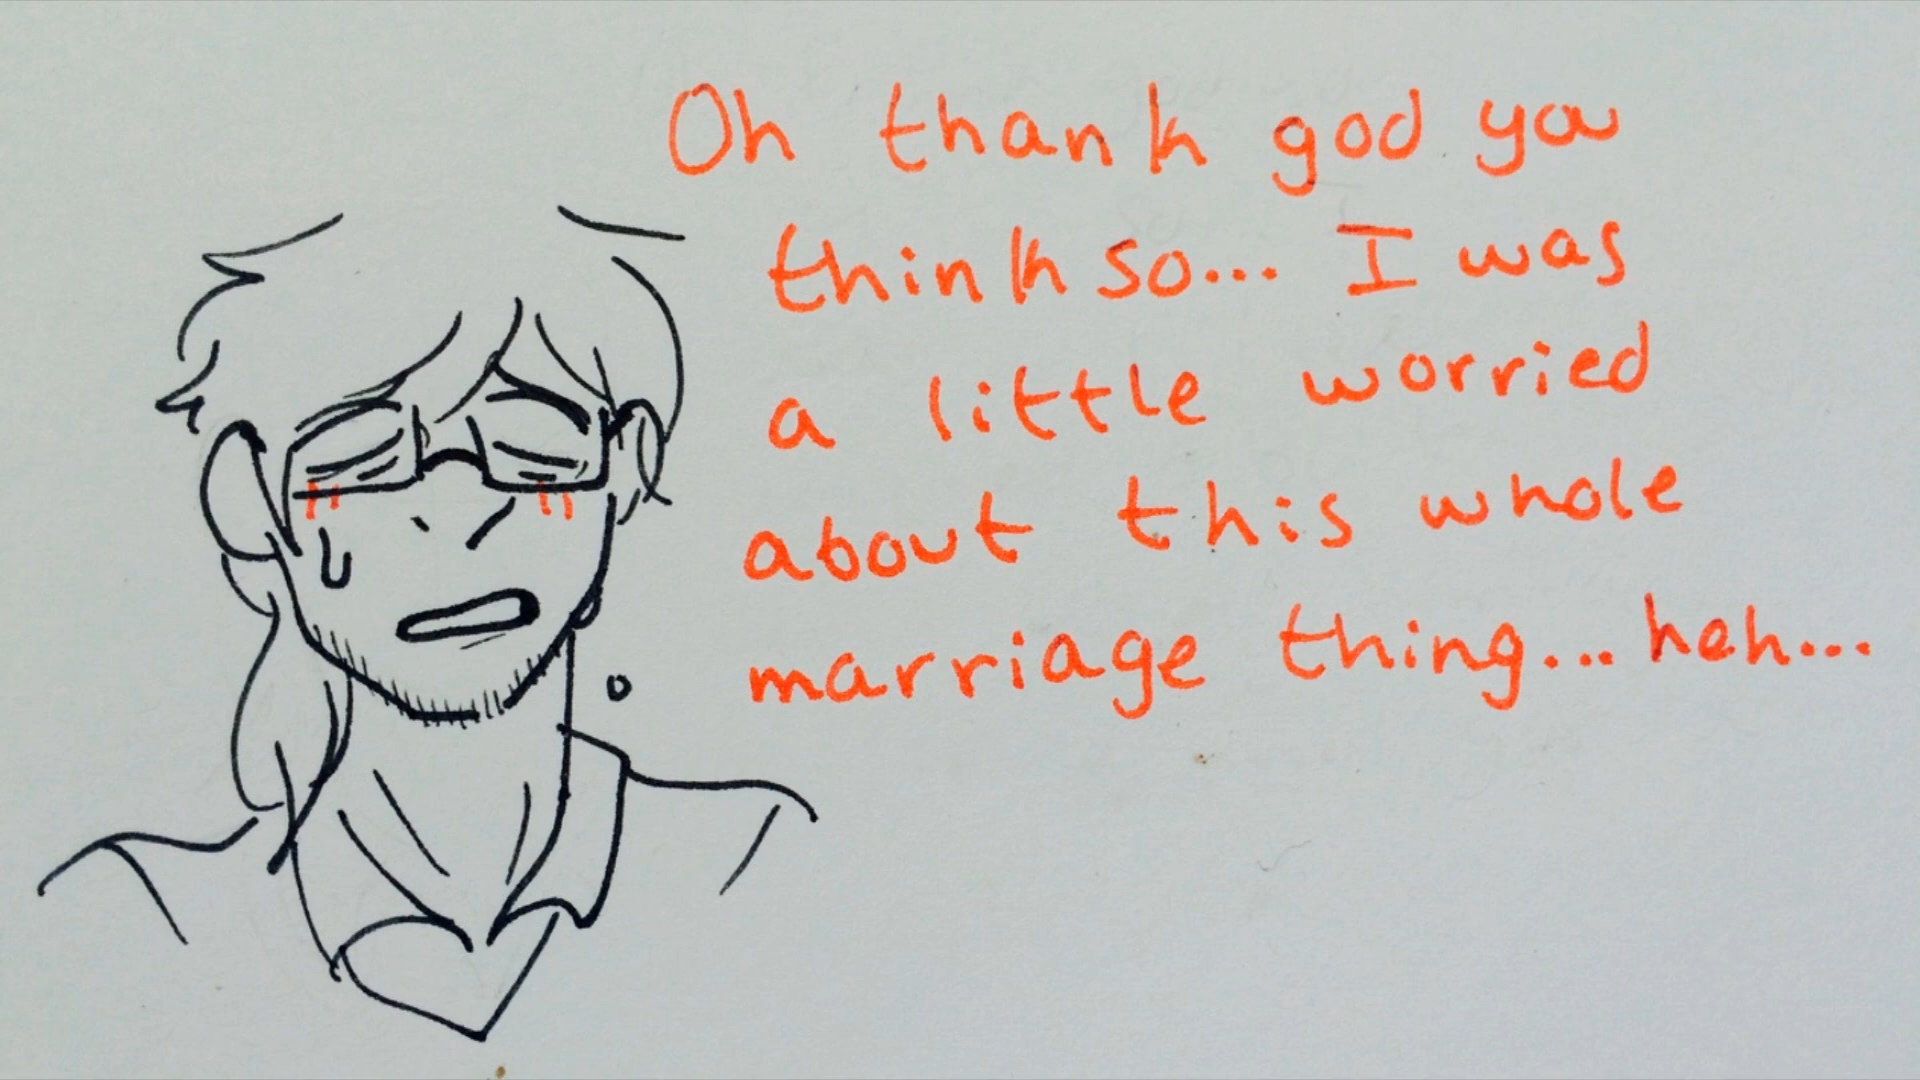 Oh thank god you
think so... I was
a little worried
about this whole
marriage thing... heh...